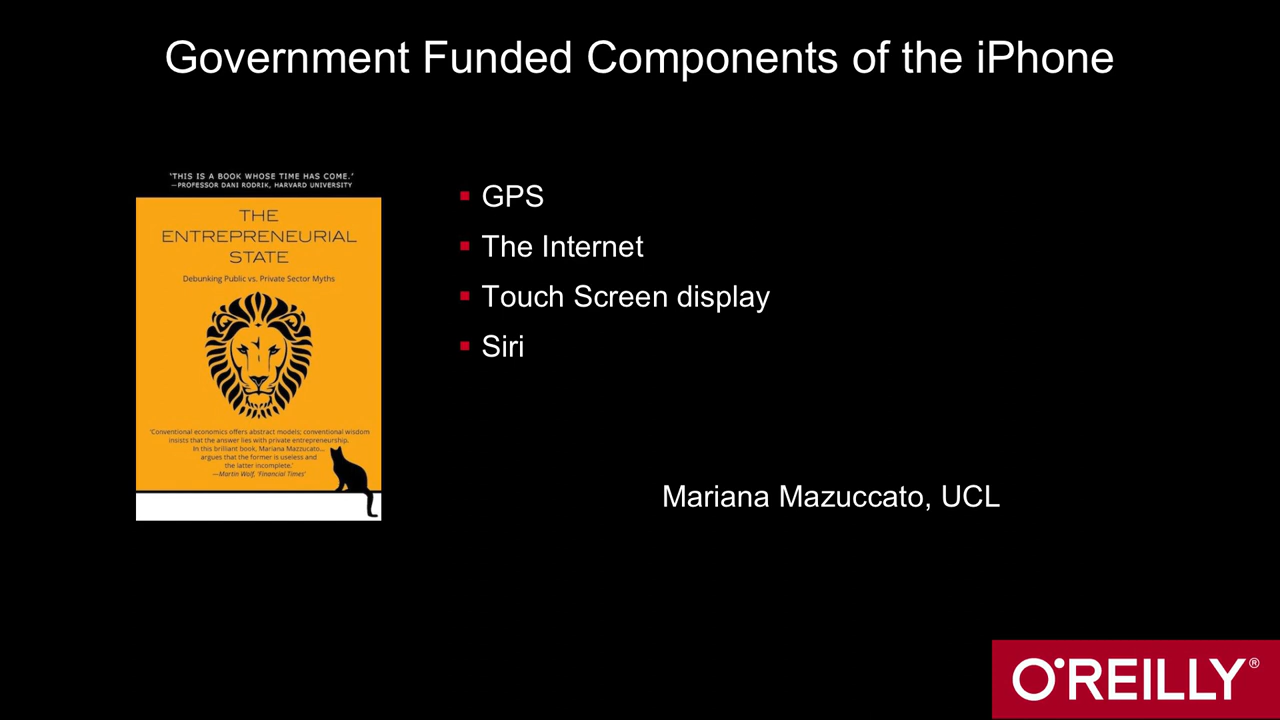 Government Funded Components of the iPhone
'THIS IS A BOOK WHOSE TIME HAS COME.'
—PROFESSOR DANI RODRIK, HARVARD UNIVERSITY
THE
ENTREPRENEURIAL
STATE
Debunking Public vs. Private Sector Myths
'Conventional economics offers abstract models; conventional wisdom
insists that the answer lies with private entrepreneurship.
In this brilliant book, Mariana Mazzucato...
argues that the former is useless and
the latter incomplete.'
—Martin Wolf, 'Financial Times'
▪ GPS
▪ The Internet
▪ Touch Screen display
▪ Siri
Mariana Mazuccato, UCL
O'REILLY®